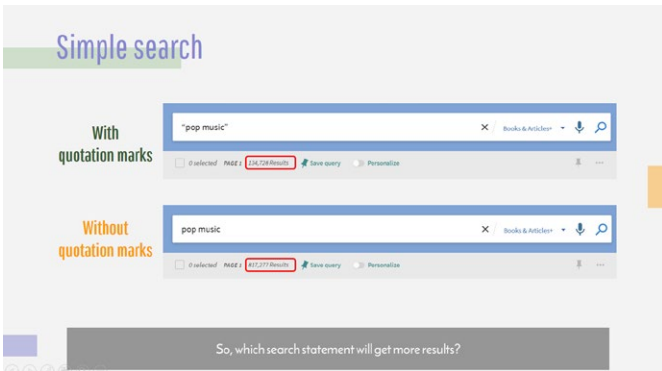 Simple search
With
quotation marks
"pop music"
Books & Articles+
0 selected PAGE 1 134,728 Results Save query Personalize
Without
quotation marks
pop music
Books & Articles+
0 selected PAGE 1 837,377 Results Save query Personalize
So, which search statement will get more results?